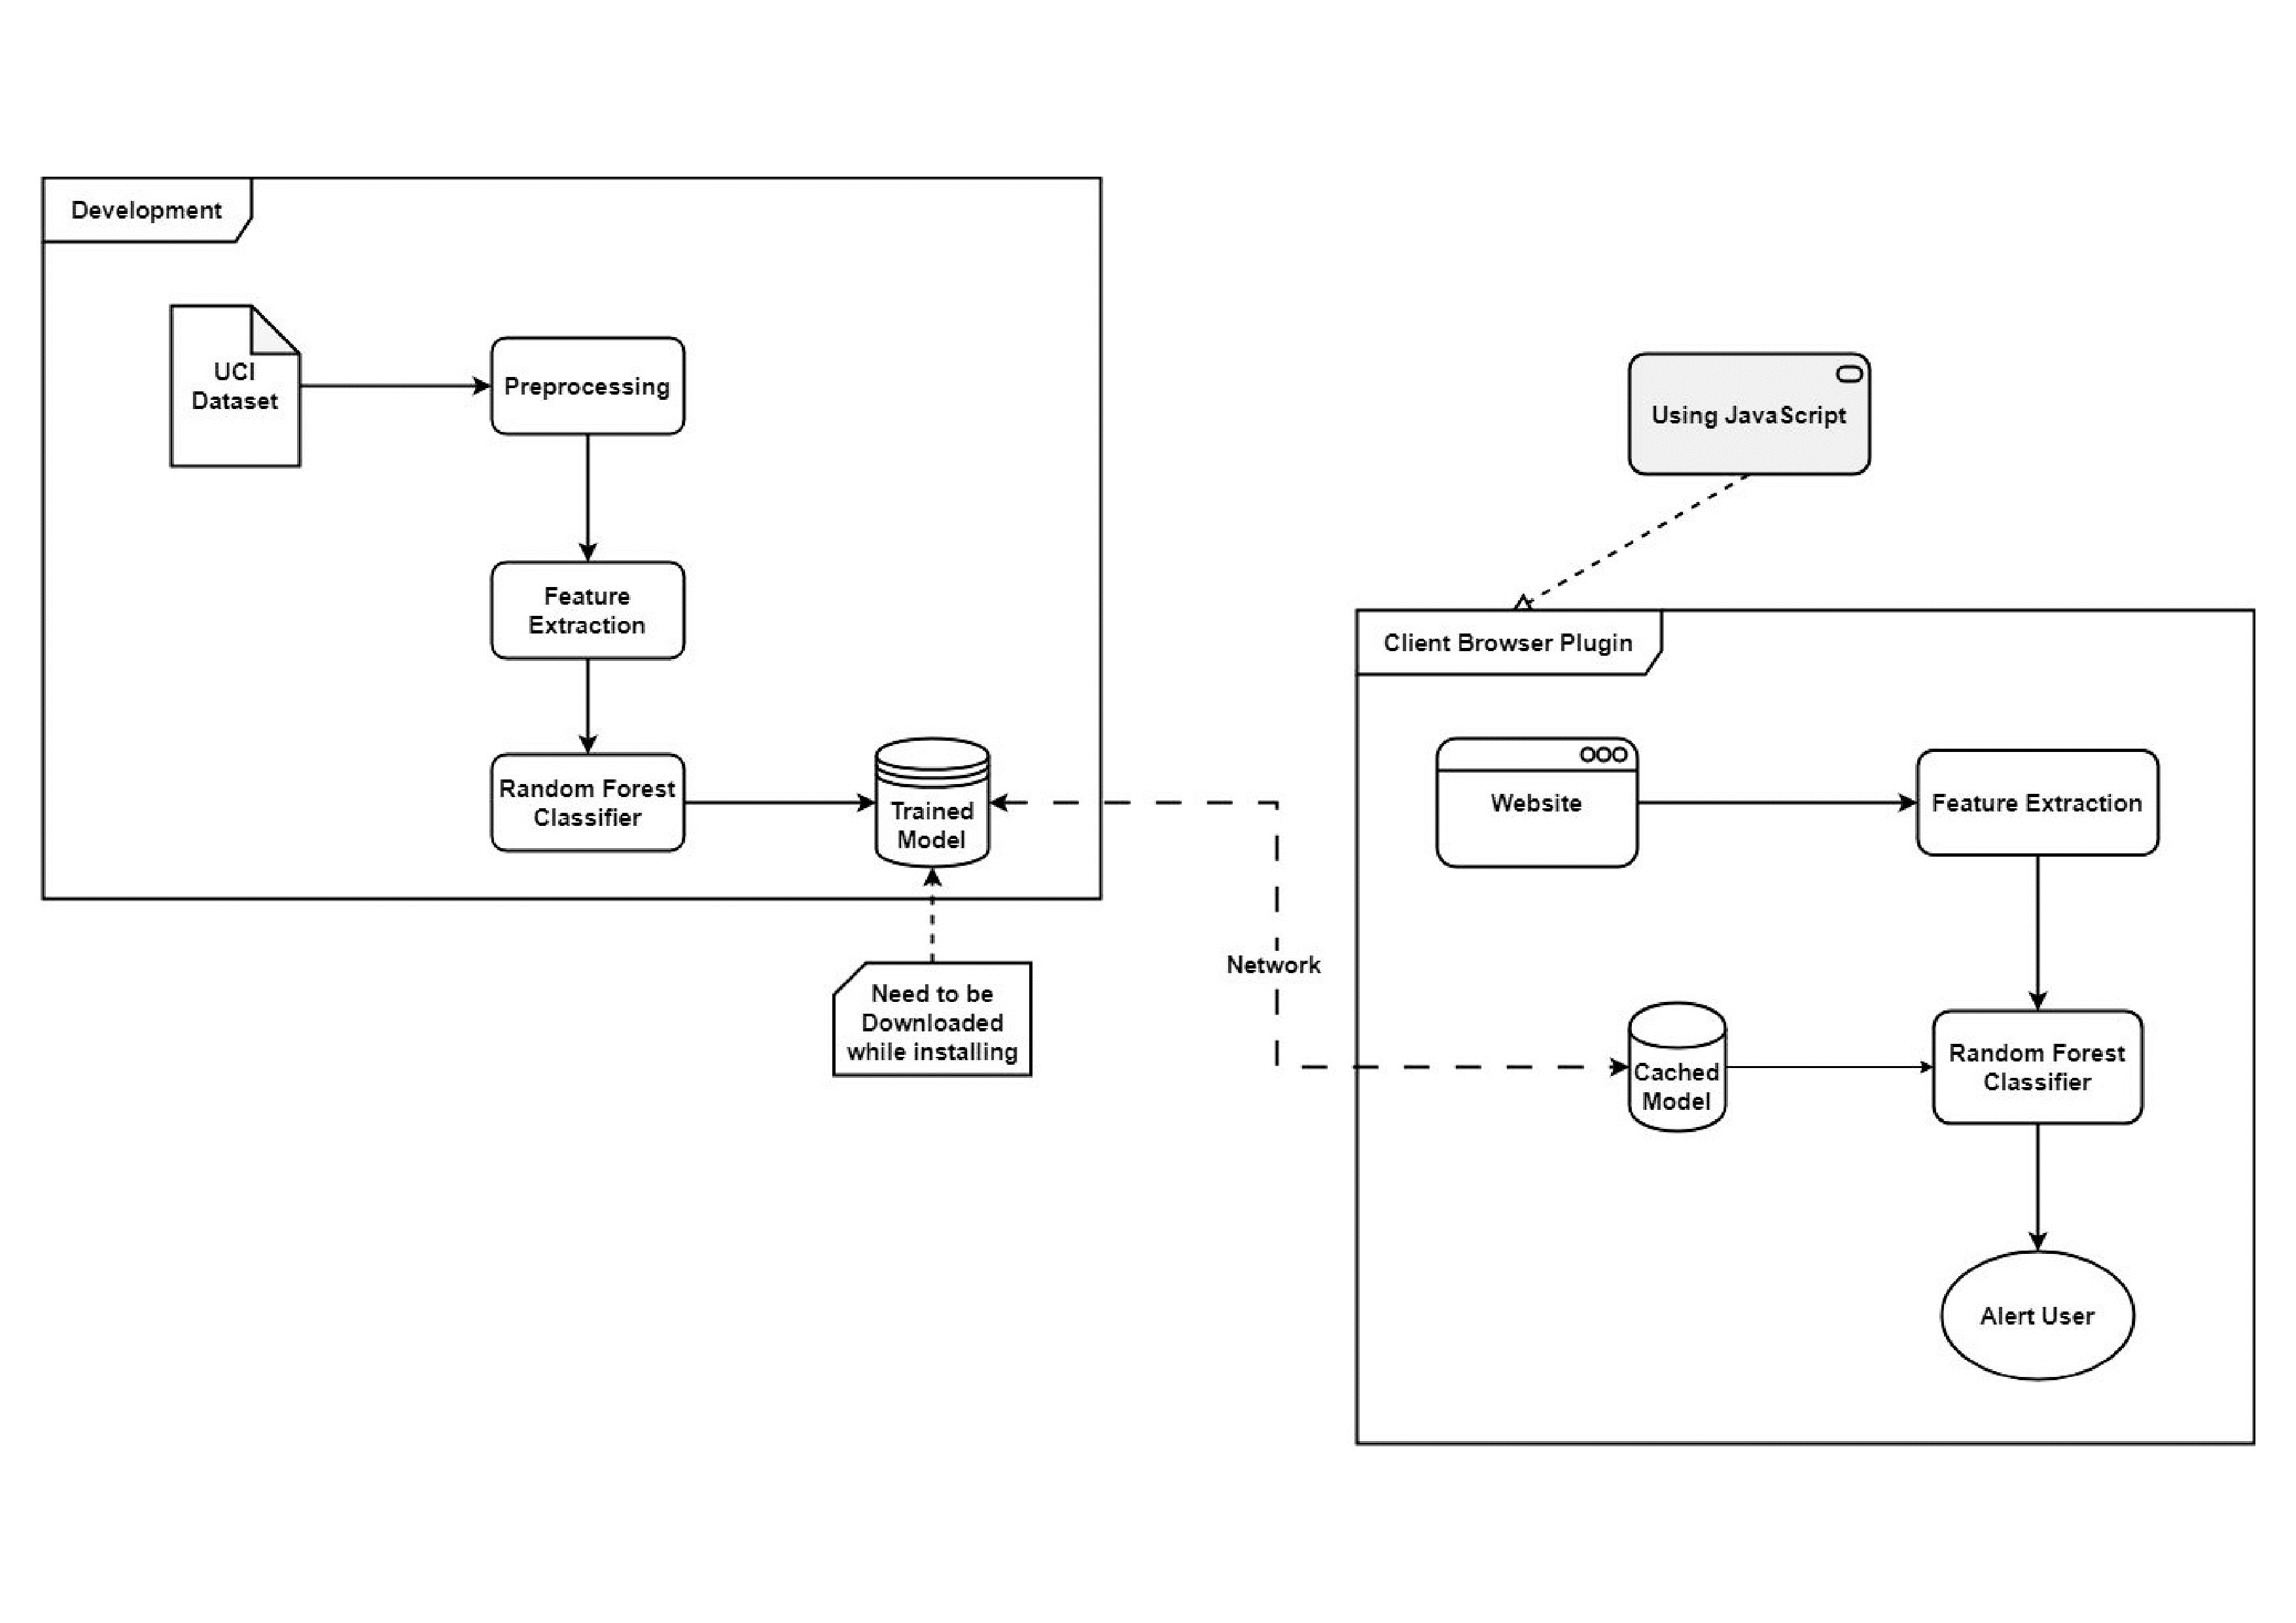 Development
UCI
Dataset
Preprocessing
Feature
Extraction
Random Forest
Classifier
Trained
Model
Need to be
Downloaded
while installing
Network
Using JavaScript
Client Browser Plugin
Website
Feature Extraction
Cached
Model
Random Forest
Classifier
Alert User